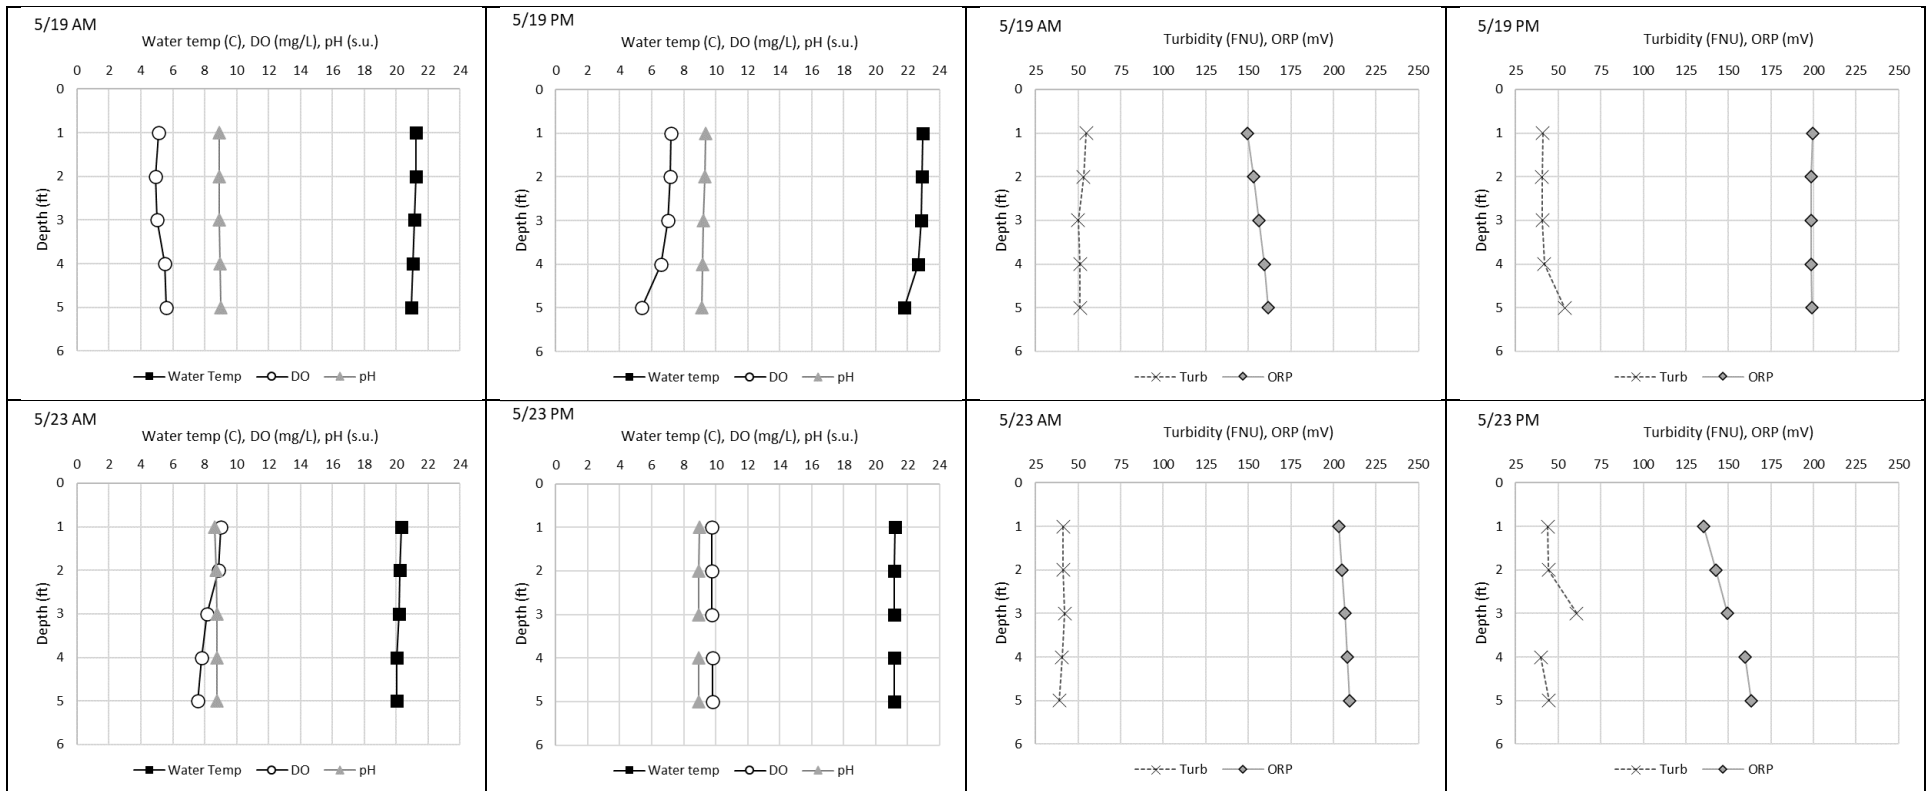 5/19 AM
Water temp (C), DO (mg/L), pH (s.u.)
0 2 4 6 8 10 12 14 16 18 20 22 24
0
1
2
3
4
5
6
Depth (ft)
Water Temp DO pH
5/19 PM
Water temp (C), DO (mg/L), pH (s.u.)
0 2 4 6 8 10 12 14 16 18 20 22 24
0
1
2
3
4
5
6
Depth (ft)
Water temp DO pH
5/19 AM
Turbidity (FNU), ORP (mV)
25 50 75 100 125 150 175 200 225 250
0
1
2
3
4
5
6
Depth (ft)
Turb ORP
5/19 PM
Turbidity (FNU), ORP (mV)
25 50 75 100 125 150 175 200 225 250
0
1
2
3
4
5
6
Depth (ft)
Turb ORP
5/23 AM
Water temp (C), DO (mg/L), pH (s.u.)
0 2 4 6 8 10 12 14 16 18 20 22 24
0
1
2
3
4
5
6
Depth (ft)
Water Temp DO pH
5/23 PM
Water temp (C), DO (mg/L), pH (s.u.)
0 2 4 6 8 10 12 14 16 18 20 22 24
0
1
2
3
4
5
6
Depth (ft)
Water temp DO pH
5/23 AM
Turbidity (FNU), ORP (mV)
25 50 75 100 125 150 175 200 225 250
0
1
2
3
4
5
6
Depth (ft)
Turb ORP
5/23 PM
Turbidity (FNU), ORP (mV)
25 50 75 100 125 150 175 200 225 250
0
1
2
3
4
5
6
Depth (ft)
Turb ORP